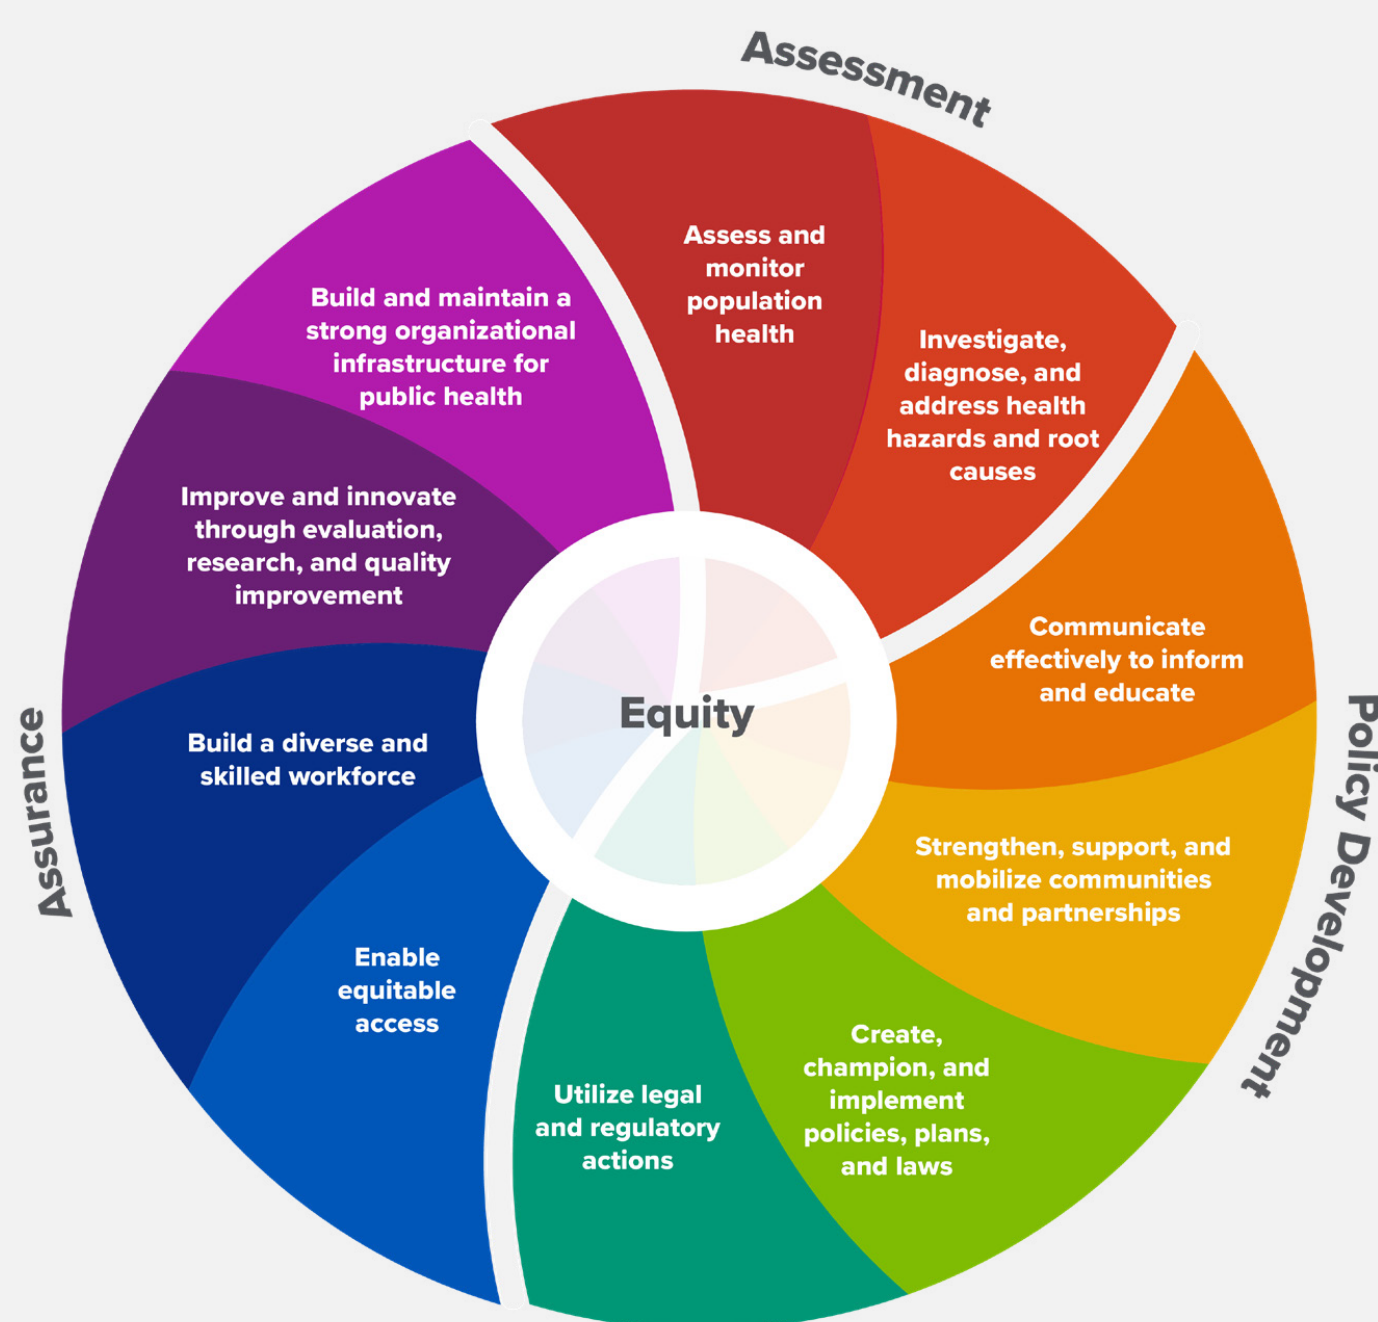 Assessment
Assess and
monitor
population
health
Investigate,
diagnose, and
address health
hazards and root
causes
Communicate
effectively to inform
and educate
Strengthen, support, and
mobilize communities
and partnerships
Create,
champion, and
implement
policies, plans,
and laws
Utilize legal
and regulatory
actions
Enable
equitable
access
Build a diverse and
skilled workforce
Improve and innovate
through evaluation,
research, and quality
improvement
Build and maintain a
strong organizational
infrastructure for
public health
Equity
Policy Development
Assurance